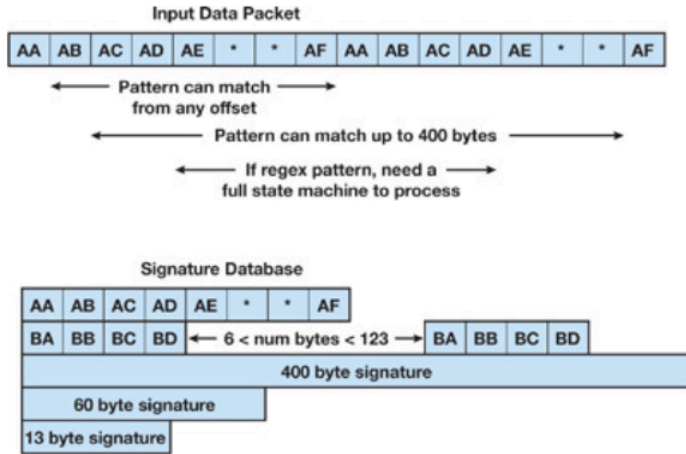 Input Data Packet
AA AB AC AD AE * * AF AA AB AC AD AE * * AF
Pattern can match
from any offset
Pattern can match up to 400 bytes
If regex pattern, need a
full state machine to process
Signature Database
AA AB AC AD AE * * AF
BA BB BC BD 6 < num bytes < 123 BA BB BC BD
400 byte signature
60 byte signature
13 byte signature